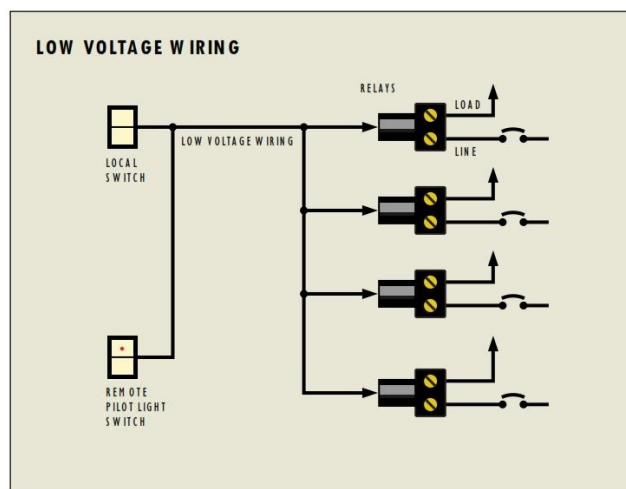 LOW VOLTAGE WIRING
RELAYS
LOAD
LOW VOLTAGE WIRING
LINE
LOCAL
SWITCH
REMOTE
PILOT LIGHT
SWITCH